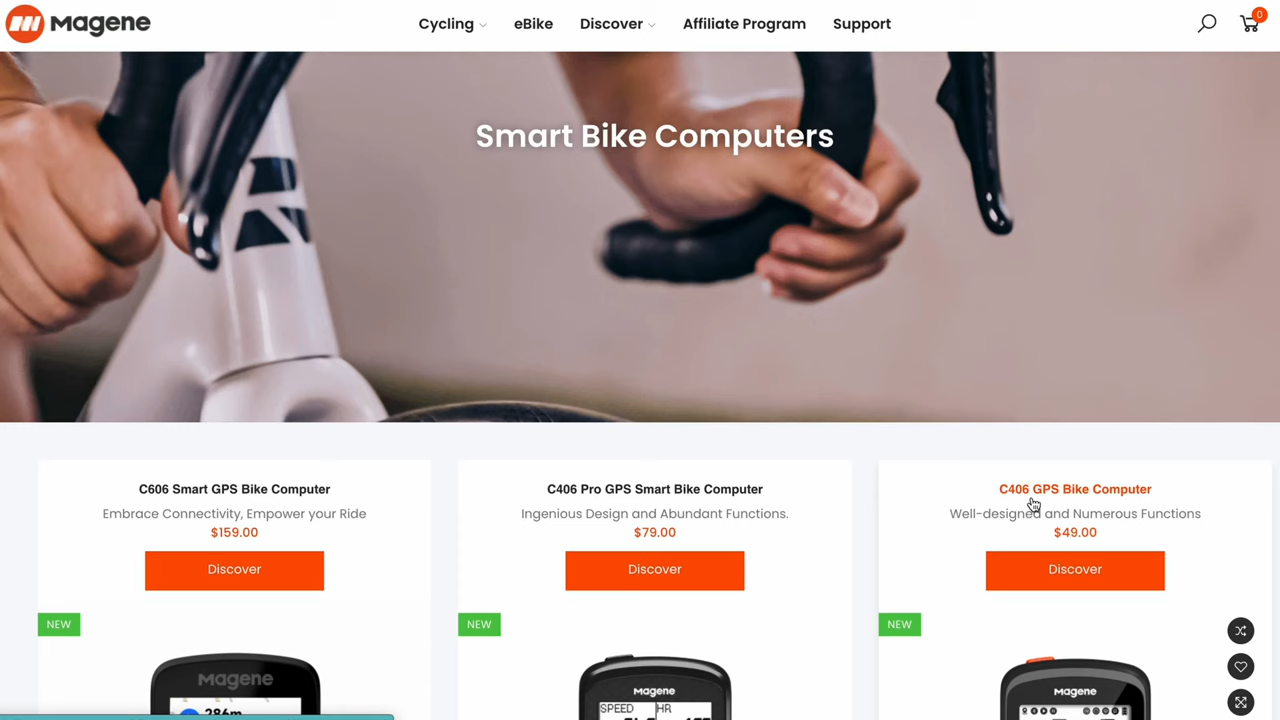 Magene
Cycling
eBike
Discover
Affiliate Program
Support
0
Smart Bike Computers
C606 Smart GPS Bike Computer
Embrace Connectivity, Empower your Ride
$159.00
Discover
NEW
Magene
286m
C406 Pro GPS Smart Bike Computer
Ingenious Design and Abundant Functions.
$79.00
Discover
NEW
Magene
SPEED HR
C406 GPS Bike Computer
Well-designed and Numerous Functions
$49.00
Discover
NEW
Magene